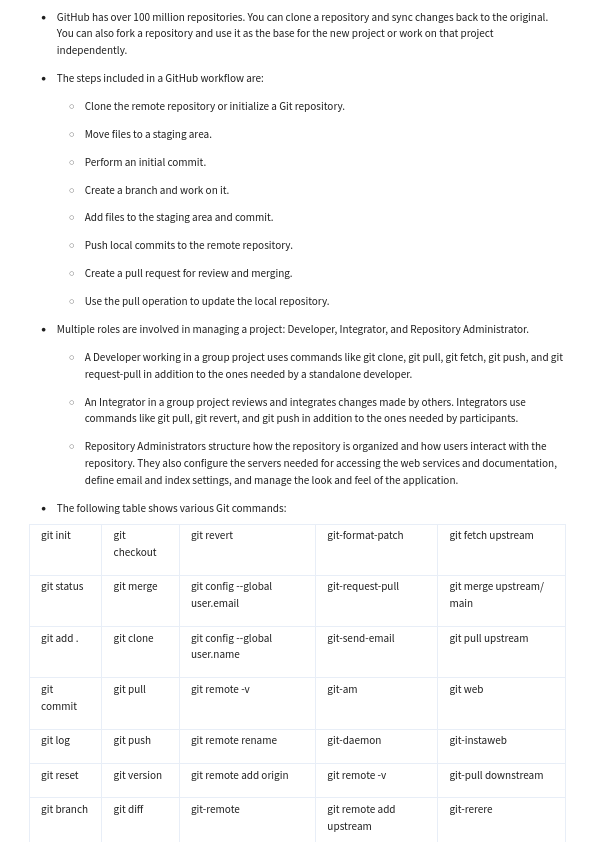 • GitHub has over 100 million repositories. You can clone a repository and sync changes back to the original.
You can also fork a repository and use it as the base for the new project or work on that project
independently.
• The steps included in a GitHub workflow are:
○ Clone the remote repository or initialize a Git repository.
○ Move files to a staging area.
○ Perform an initial commit.
○ Create a branch and work on it.
○ Add files to the staging area and commit.
○ Push local commits to the remote repository.
○ Create a pull request for review and merging.
○ Use the pull operation to update the local repository.
• Multiple roles are involved in managing a project: Developer, Integrator, and Repository Administrator.
○ A Developer working in a group project uses commands like git clone, git pull, git fetch, git push, and git
request-pull in addition to the ones needed by a standalone developer.
○ An Integrator in a group project reviews and integrates changes made by others. Integrators use
commands like git pull, git revert, and git push in addition to the ones needed by participants.
○ Repository Administrators structure how the repository is organized and how users interact with the
repository. They also configure the servers needed for accessing the web services and documentation,
define email and index settings, and manage the look and feel of the application.
• The following table shows various Git commands:
git init
git
checkout
git revert
git-format-patch
git fetch upstream
git status
git merge
git config --global
user.email
git-request-pull
git merge upstream/
main
git add .
git clone
git config --global
user.name
git-send-email
git pull upstream
git
commit
git pull
git remote -v
git-am
git web
git log
git push
git remote rename
git-daemon
git-instaweb
git reset
git version
git remote add origin
git remote -v
git-pull downstream
git branch
git diff
git-remote
git remote add
upstream
git-rerere